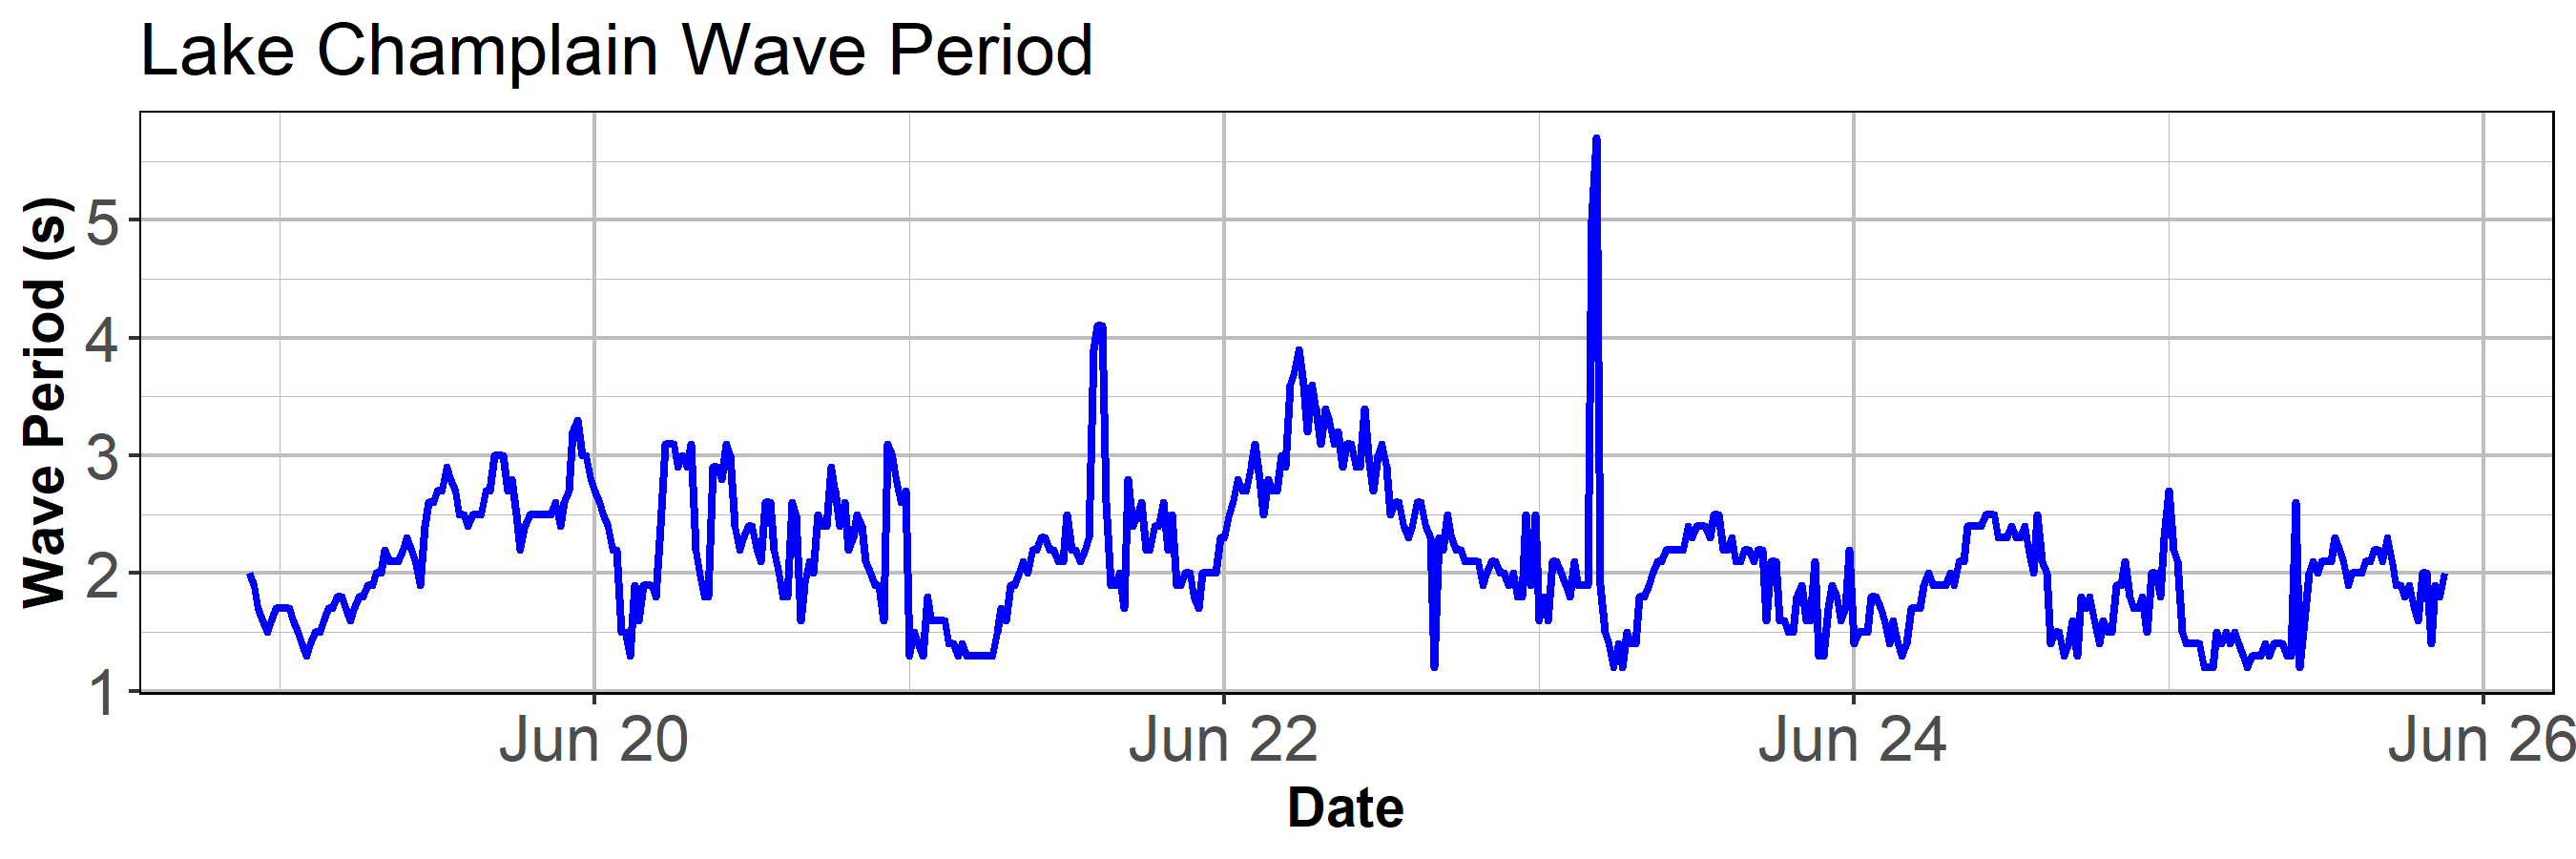 Lake Champlain Wave Period
Wave Period (s)
5
4
3
2
1
Jun 20
Jun 22
Jun 24
Jun 26
Date